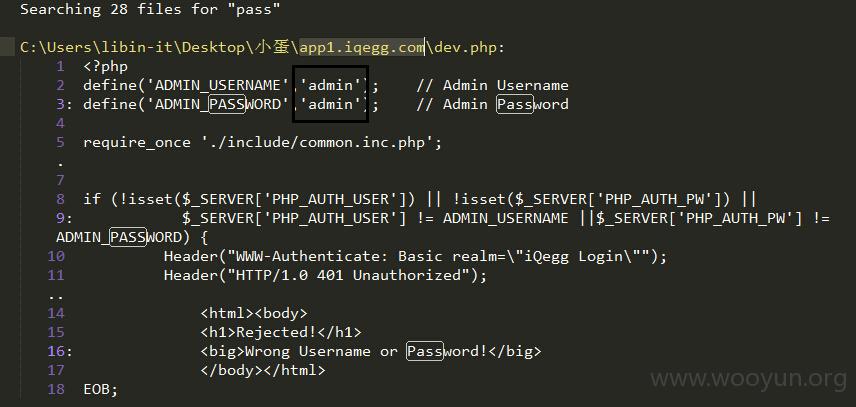 Searching 28 files for "pass"
C:\Users\libin-it\Desktop\小蛋\app1.iqegg.com\dev.php:
1 <?php
2 define('ADMIN_USERNAME','admin'); // Admin Username
3: define('ADMIN_PASSWORD','admin'); // Admin Password
4
5 require_once './include/common.inc.php';
.
7
8 if (!isset($_SERVER['PHP_AUTH_USER']) || !isset($_SERVER['PHP_AUTH_PW']) ||
9: $_SERVER['PHP_AUTH_USER'] != ADMIN_USERNAME ||$_SERVER['PHP_AUTH_PW'] !=
ADMIN_PASSWORD) {
10 Header("WWW-Authenticate: Basic realm=\"iQegg Login\"");
11 Header("HTTP/1.0 401 Unauthorized");
..
14 <html><body>
15 <h1>Rejected!</h1>
16: <big>Wrong Username or Password!</big>
17 </body></html>
18 EOB;
www.wooyun.org